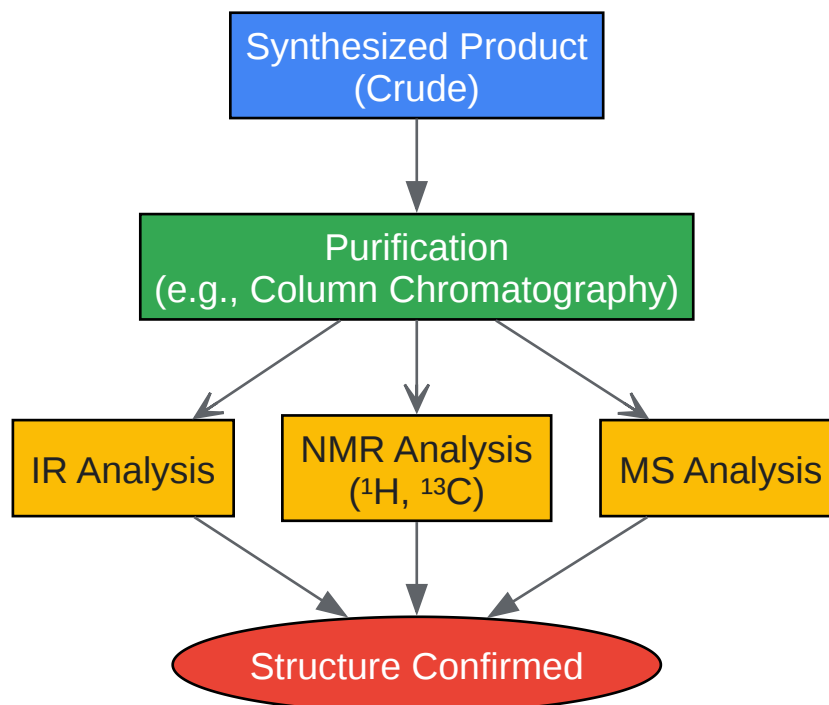 Synthesized Product
(Crude)
Purification
(e.g., Column Chromatography)
IR Analysis
NMR Analysis
(¹H, ¹³C)
MS Analysis
Structure Confirmed